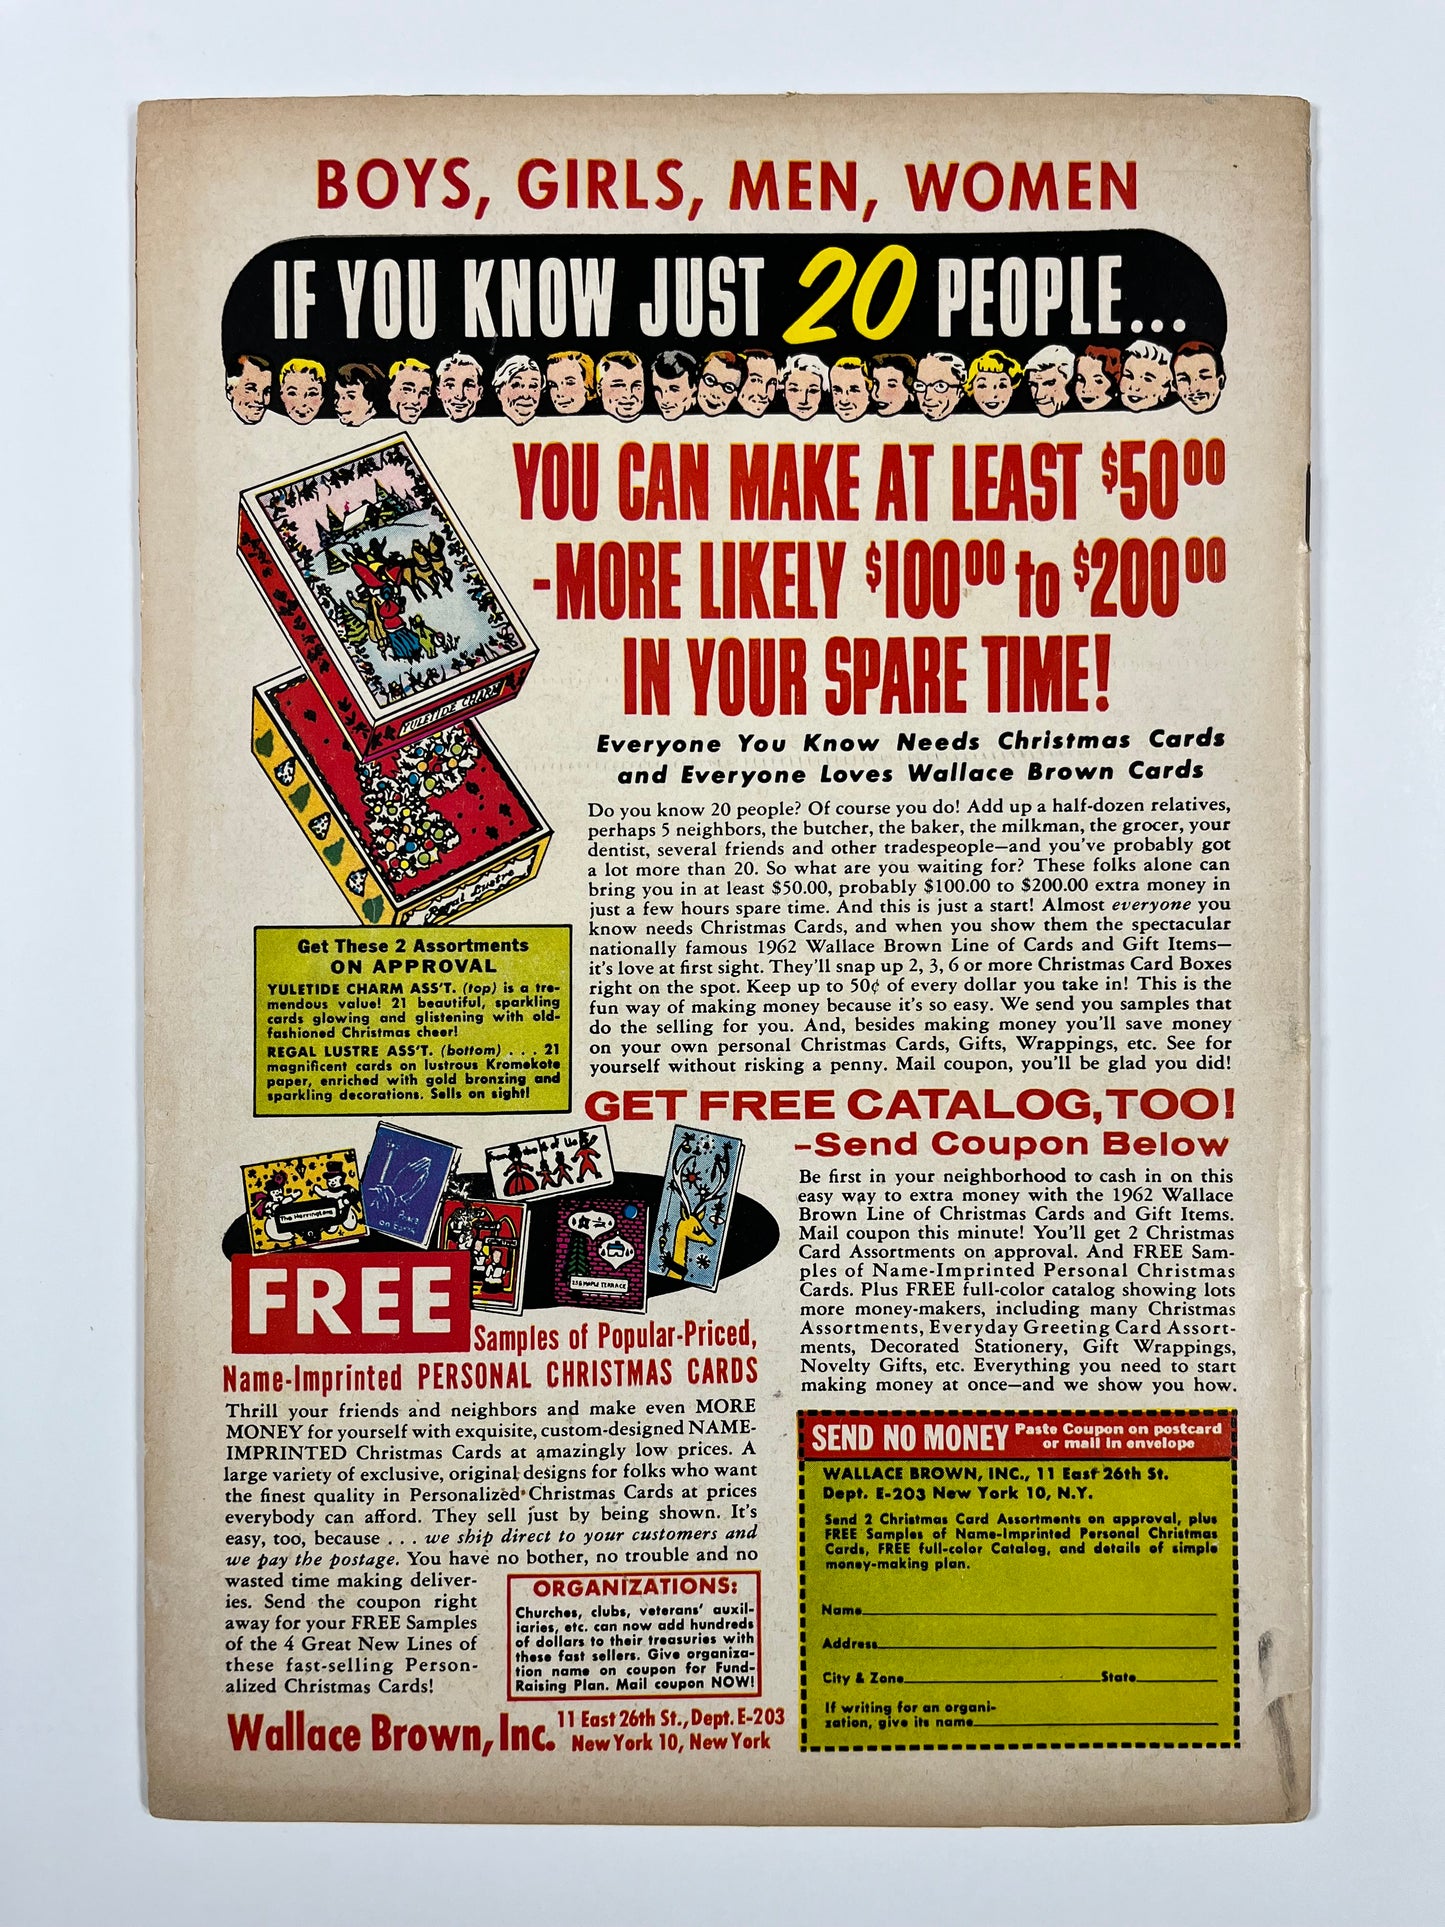 BOYS, GIRLS, MEN, WOMEN
IF YOU KNOW JUST 20 PEOPLE...
YOU CAN MAKE AT LEAST $5000
-MORE LIKELY $10000 to $20000
IN YOUR SPARE TIME!
YULETIDE CHARM
Regal Lustre
Everyone You Know Needs Christmas Cards
and Everyone Loves Wallace Brown Cards
Do you know 20 people? Of course you do! Add up a half-dozen relatives,
perhaps 5 neighbors, the butcher, the baker, the milkman, the grocer, your
dentist, several friends and other tradespeople—and you've probably got
a lot more than 20. So what are you waiting for? These folks alone can
bring you in at least $50.00, probably $100.00 to $200.00 extra money in
just a few hours spare time. And this is just a start! Almost everyone you
know needs Christmas Cards, and when you show them the spectacular
nationally famous 1962 Wallace Brown Line of Cards and Gift Items—
it's love at first sight. They'll snap up 2, 3, 6 or more Christmas Card Boxes
right on the spot. Keep up to 50¢ of every dollar you take in! This is the
fun way of making money because it's so easy. We send you samples that
do the selling for you. And, besides making money you'll save money
on your own personal Christmas Cards, Gifts, Wrappings, etc. See for
yourself without risking a penny. Mail coupon, you'll be glad you did!
Get These 2 Assortments
ON APPROVAL
YULETIDE CHARM ASS'T. (top) is a tre-
mendous value! 21 beautiful, sparkling
cards glowing and glistening with old-
fashioned Christmas cheer!
REGAL LUSTRE ASS'T. (bottom) . . . 21
magnificent cards on lustrous Kromekote
paper, enriched with gold bronzing and
sparkling decorations. Sells on sight!
GET FREE CATALOG, TOO!
–Send Coupon Below
Be first in your neighborhood to cash in on this
easy way to extra money with the 1962 Wallace
Brown Line of Christmas Cards and Gift Items.
Mail coupon this minute! You'll get 2 Christmas
Card Assortments on approval. And FREE Sam-
ples of Name-Imprinted Personal Christmas
Cards. Plus FREE full-color catalog showing lots
more money-makers, including many Christmas
Assortments, Everyday Greeting Card Assort-
ments, Decorated Stationery, Gift Wrappings,
Novelty Gifts, etc. Everything you need to start
making money at once—and we show you how.
The Herringtons
Peace on Earth
From the 4 of Us
236 MAPLE TERRACE
FREE
Samples of Popular-Priced,
Name-Imprinted PERSONAL CHRISTMAS CARDS
Thrill your friends and neighbors and make even MORE
MONEY for yourself with exquisite, custom-designed NAME-
IMPRINTED Christmas Cards at amazingly low prices. A
large variety of exclusive, original designs for folks who want
the finest quality in Personalized Christmas Cards at prices
everybody can afford. They sell just by being shown. It's
easy, too, because . . . we ship direct to your customers and
we pay the postage. You have no bother, no trouble and no
wasted time making deliver-
ies. Send the coupon right
away for your FREE Samples
of the 4 Great New Lines of
these fast-selling Person-
alized Christmas Cards!
ORGANIZATIONS:
Churches, clubs, veterans' auxil-
iaries, etc. can now add hundreds
of dollars to their treasuries with
these fast sellers. Give organiza-
tion name on coupon for Fund-
Raising Plan. Mail coupon NOW!
Wallace Brown, Inc. 11 East 26th St., Dept. E-203
New York 10, New York
SEND NO MONEY Paste Coupon on postcard
or mail in envelope
WALLACE BROWN, INC., 11 East 26th St.
Dept. E-203 New York 10, N.Y.
Send 2 Christmas Card Assortments on approval, plus
FREE Samples of Name-Imprinted Personal Christmas
Cards, FREE full-color Catalog, and details of simple
money-making plan.
Name
Address
City & Zone State
If writing for an organi-
zation, give its name